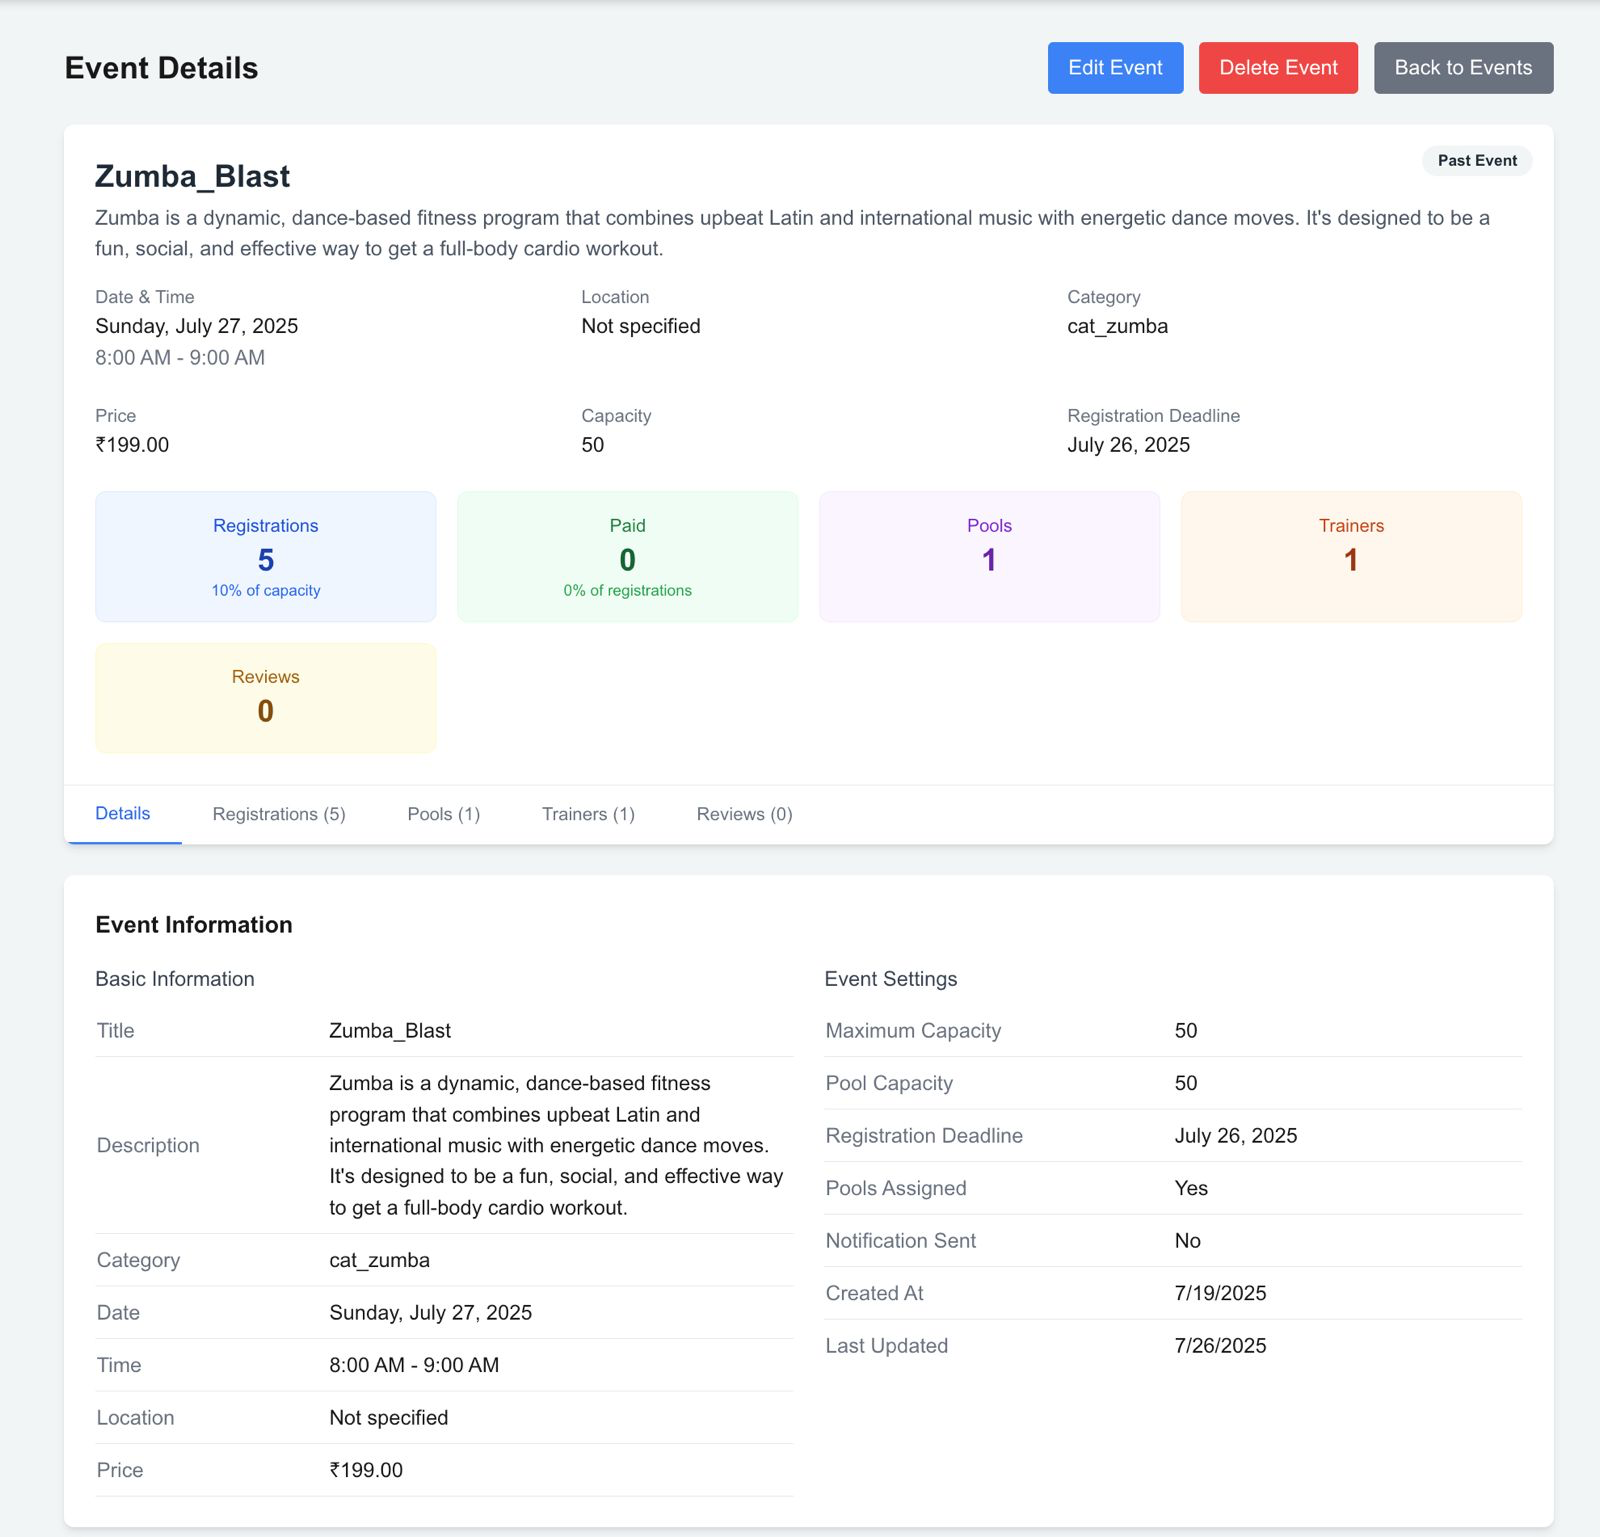 Event Details
Edit Event
Delete Event
Back to Events
Zumba_Blast
Past Event
Zumba is a dynamic, dance-based fitness program that combines upbeat Latin and international music with energetic dance moves. It's designed to be a
fun, social, and effective way to get a full-body cardio workout.
Date & Time
Sunday, July 27, 2025
8:00 AM - 9:00 AM
Location
Not specified
Category
cat_zumba
Price
₹199.00
Capacity
50
Registration Deadline
July 26, 2025
Registrations
5
10% of capacity
Paid
0
0% of registrations
Pools
1
Trainers
1
Reviews
0
Details
Registrations (5)
Pools (1)
Trainers (1)
Reviews (0)
Event Information
Basic Information
Title
Zumba_Blast
Description
Zumba is a dynamic, dance-based fitness
program that combines upbeat Latin and
international music with energetic dance moves.
It's designed to be a fun, social, and effective way
to get a full-body cardio workout.
Category
cat_zumba
Date
Sunday, July 27, 2025
Time
8:00 AM - 9:00 AM
Location
Not specified
Price
₹199.00
Event Settings
Maximum Capacity
50
Pool Capacity
50
Registration Deadline
July 26, 2025
Pools Assigned
Yes
Notification Sent
No
Created At
7/19/2025
Last Updated
7/26/2025